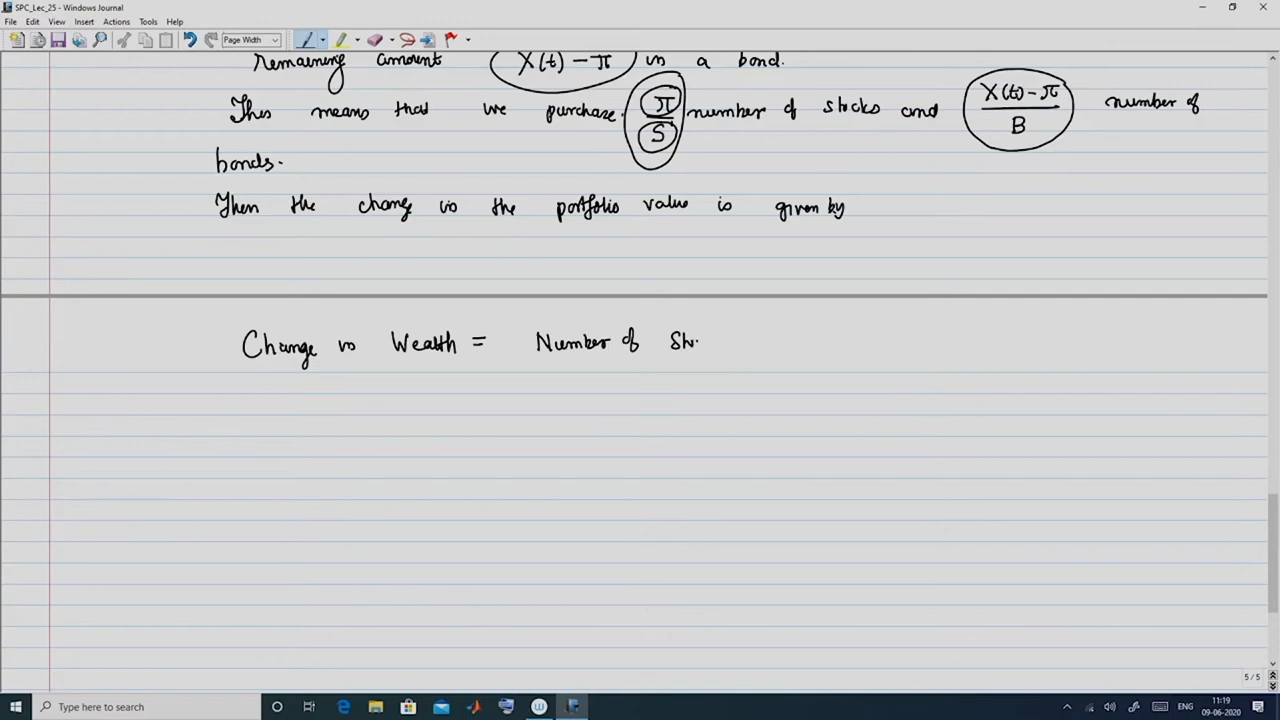 SPC_Lec_25 - Windows Journal
File Edit View Insert Actions Tools Help
Page Width
Remaining amount X(t) - π in a bond.
This means that we purchase π/S number of stocks and (X(t) - π)/B number of
bonds.
Then the change in the portfolio value is given by
Change in Wealth = Number of St
5 / 5
Type here to search
ENG
11:19
09-06-2020